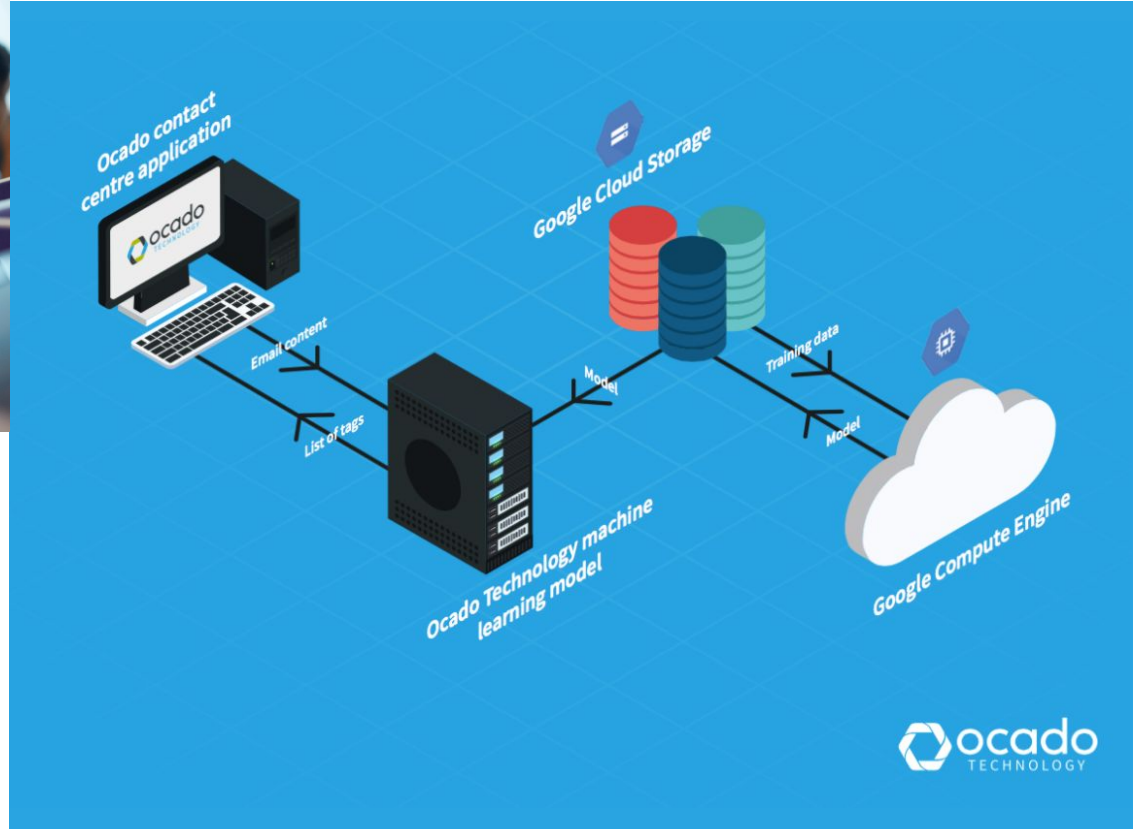 Ocado contact
centre application
ocado
TECHNOLOGY
Google Cloud Storage
Email content
List of tags
Model
Training data
Model
Ocado Technology machine
learning model
Google Compute Engine
ocado
TECHNOLOGY